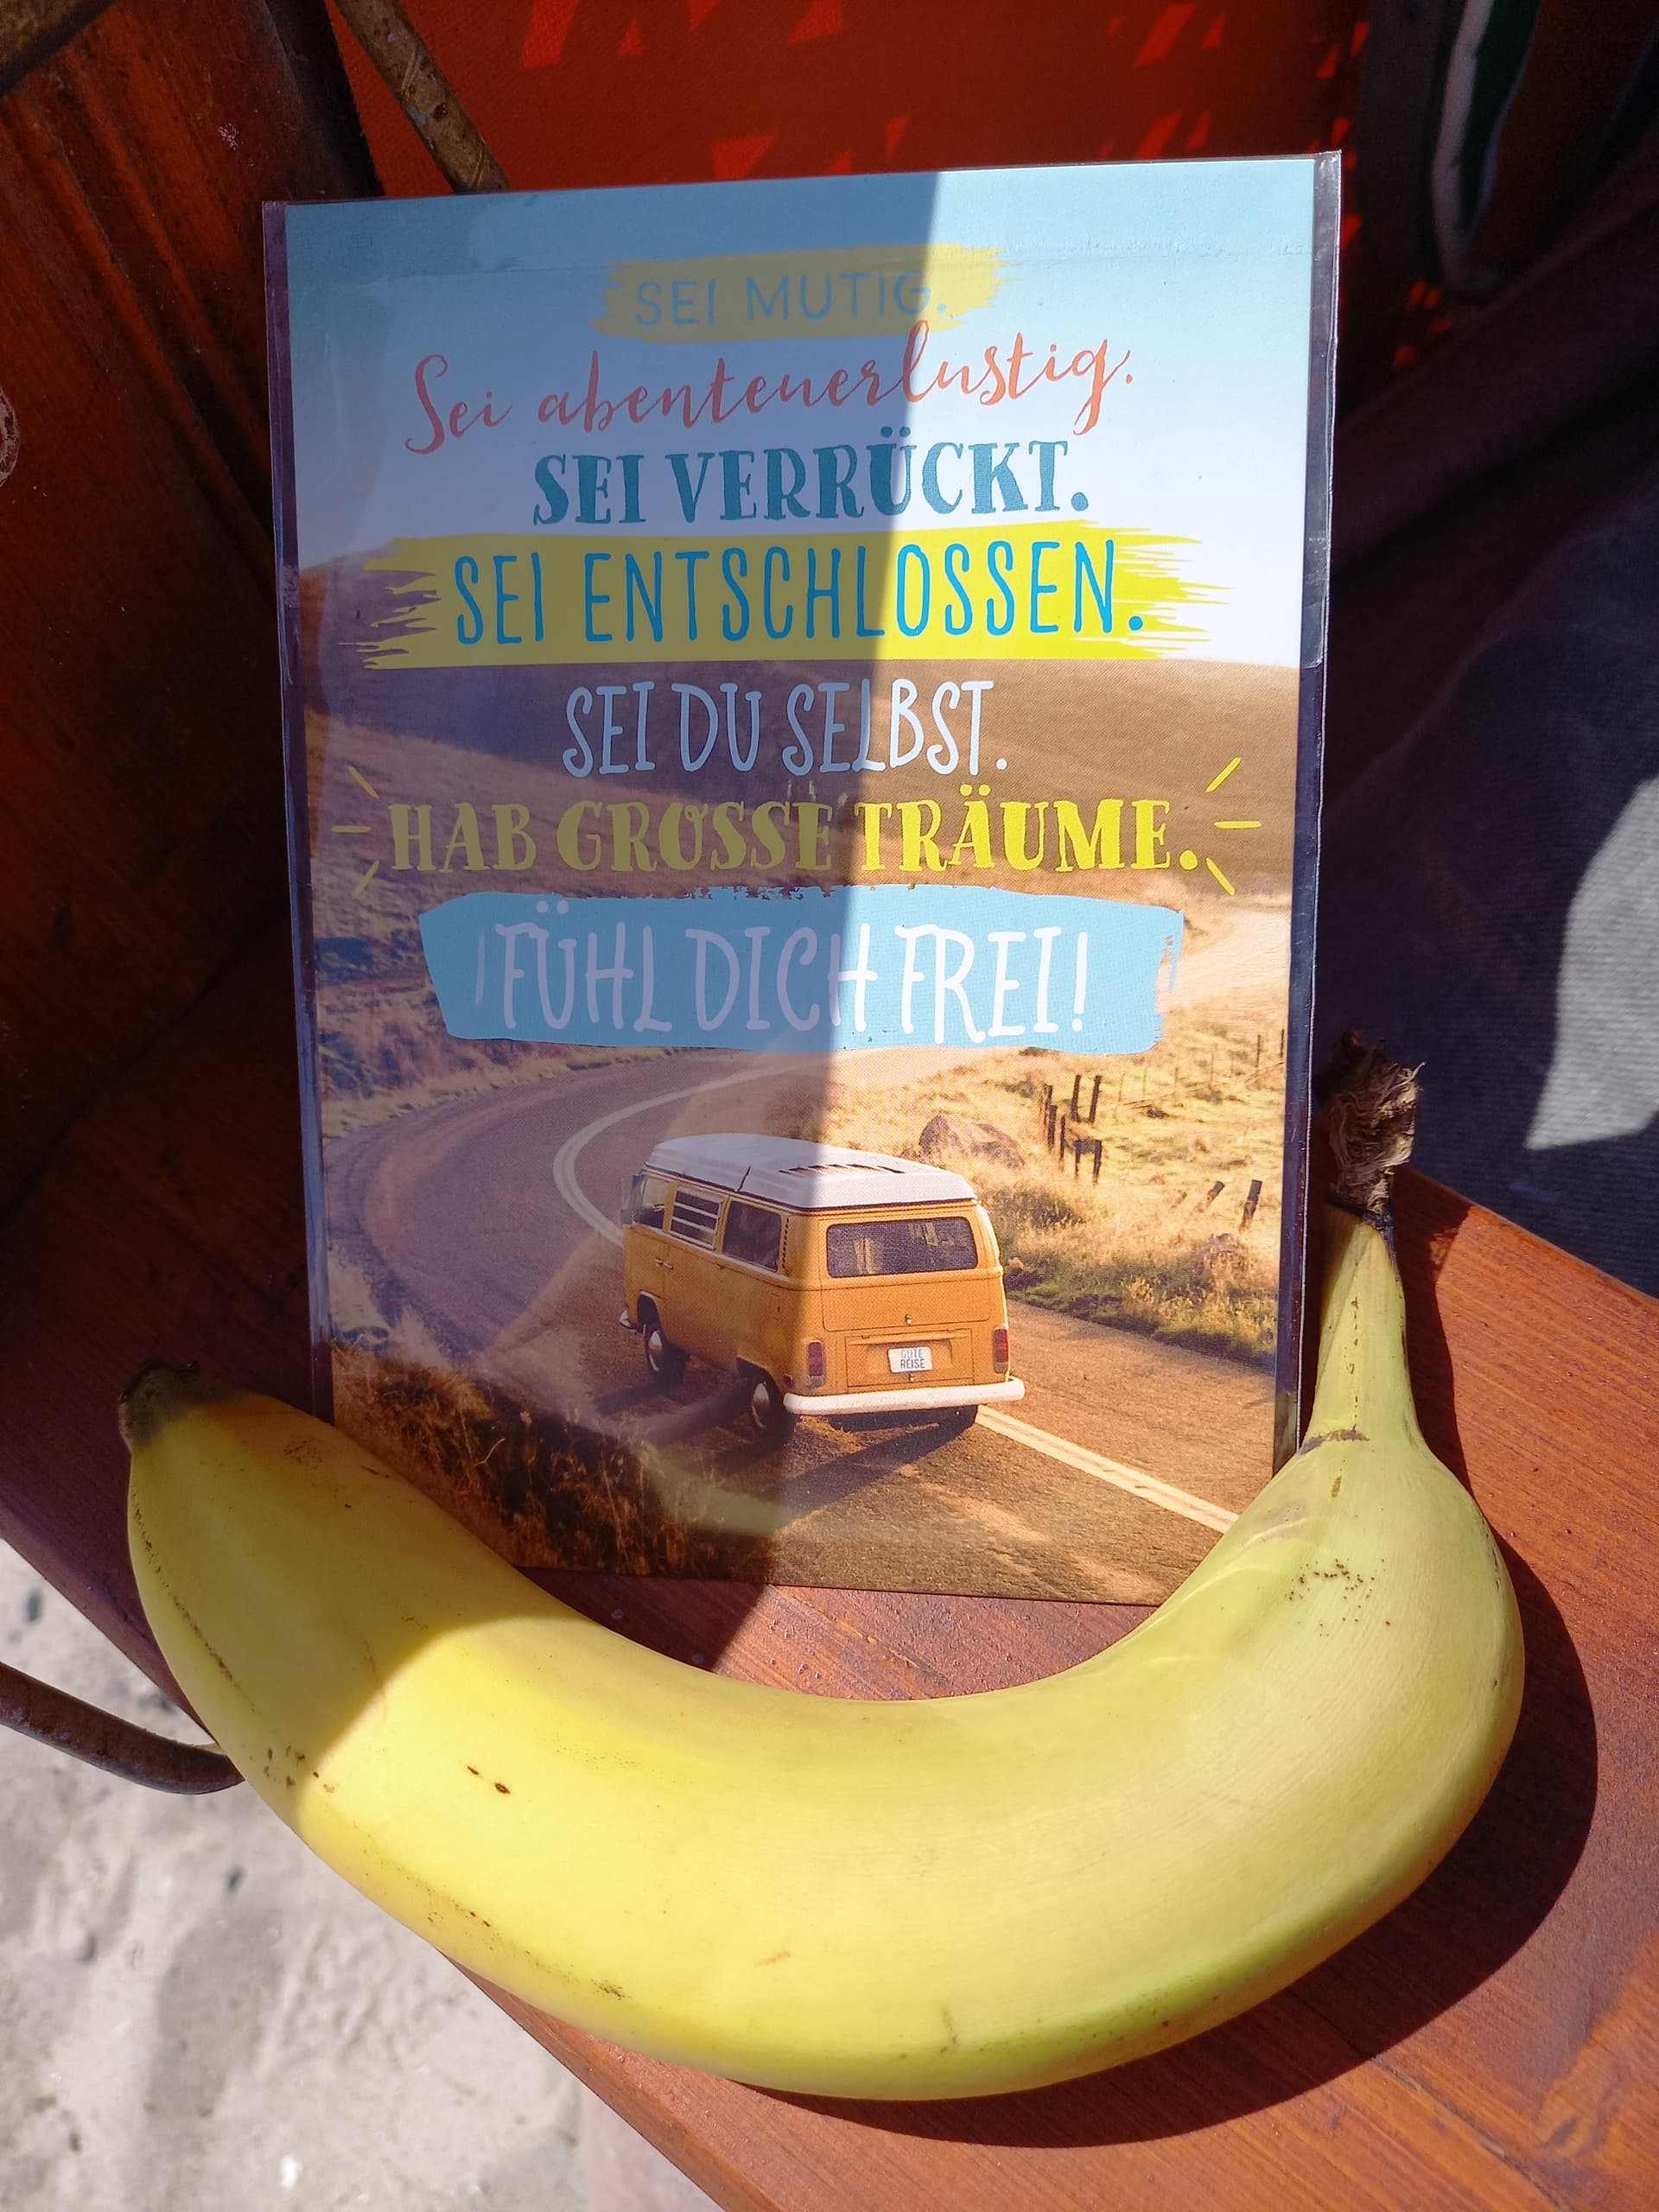 SEI MUTIG.
Sei abenteuerlustig.
SEI VERRÜCKT.
SEI ENTSCHLOSSEN.
SEI DU SELBST.
HAB GROSSE TRÄUME.
FÜHL DICH FREI!
GUTE
REISE